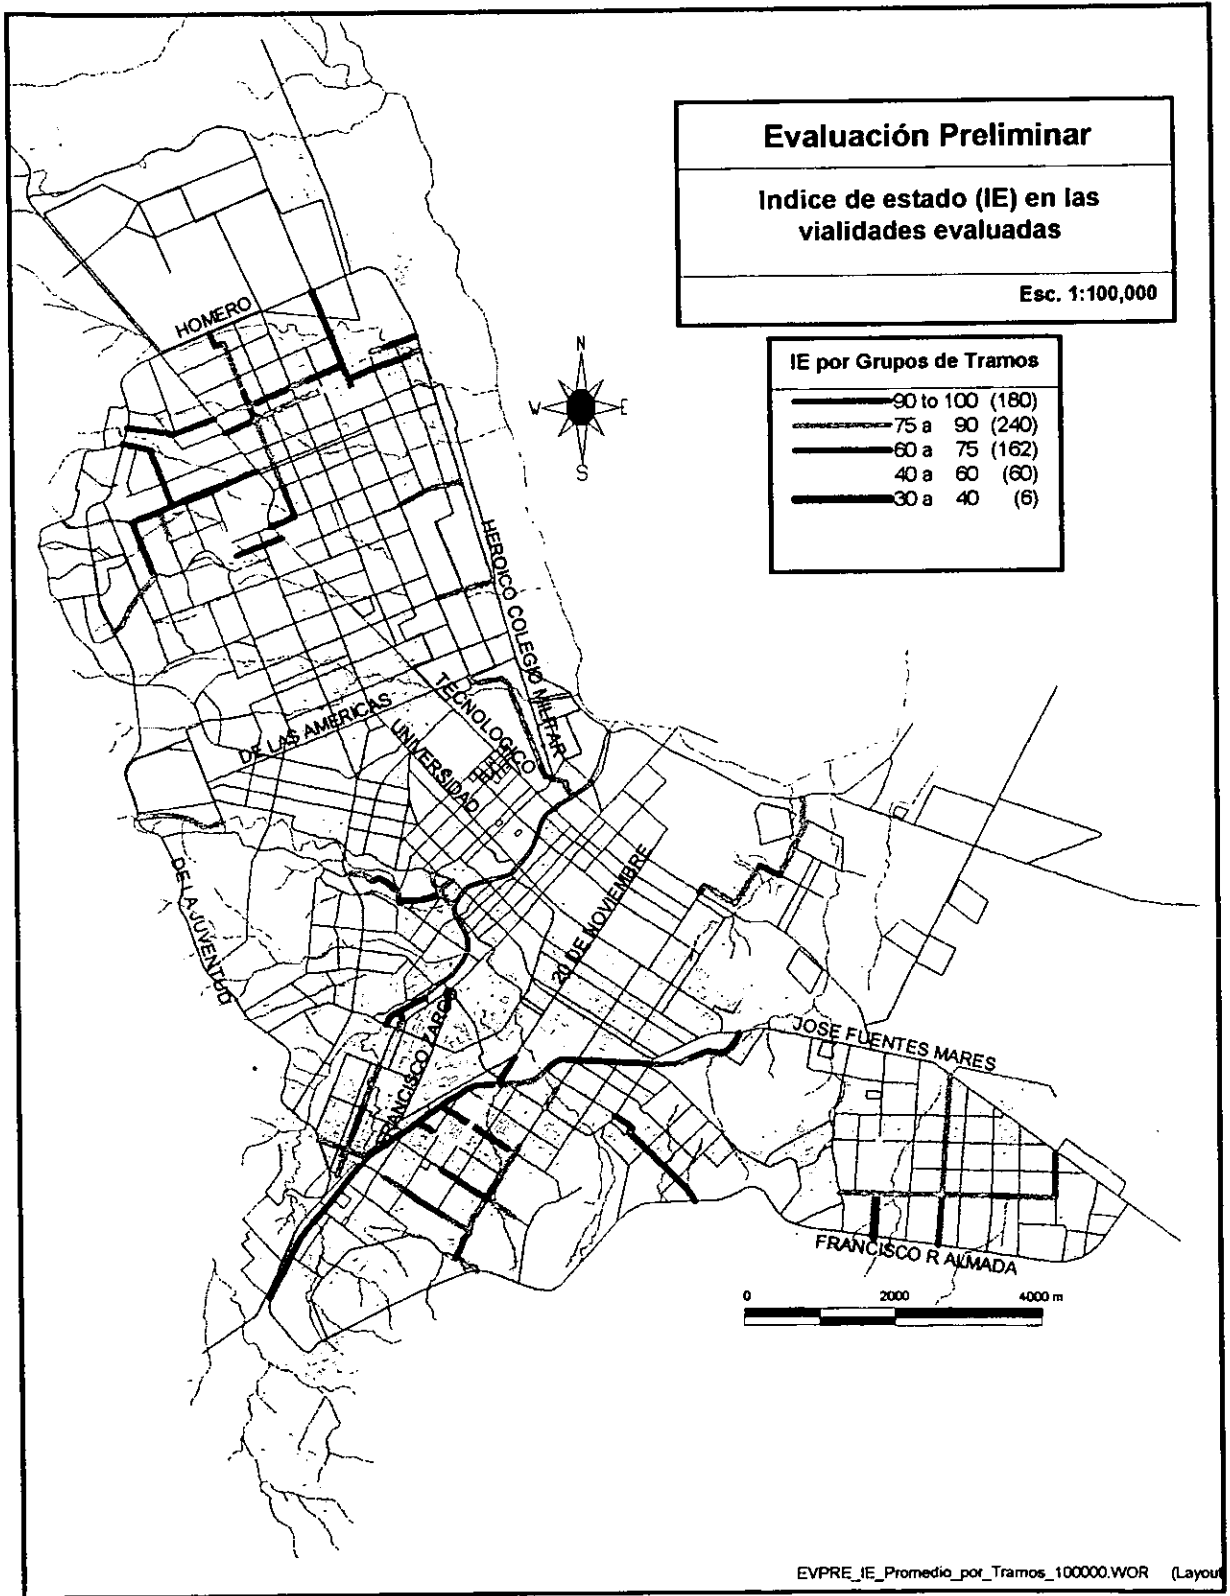 Evaluación Preliminar
Indice de estado (IE) en las
vialidades evaluadas
Esc. 1:100,000
IE por Grupos de Tramos
90 to 100 (180)
75 a 90 (240)
60 a 75 (162)
40 a 60 (60)
30 a 40 (6)
N
W E
S
HOMERO
HEROICO COLEGIO MILITAR
TECNOLOGICO
DE LAS AMERICAS
UNIVERSIDAD
DE LA JUVENTUD
20 DE NOVIEMBRE
FRANCISCO ZARCO
JOSE FUENTES MARES
FRANCISCO R ALMADA
0 2000 4000 m
EVPRE_IE_Promedio_por_Tramos_100000.WOR (Layou